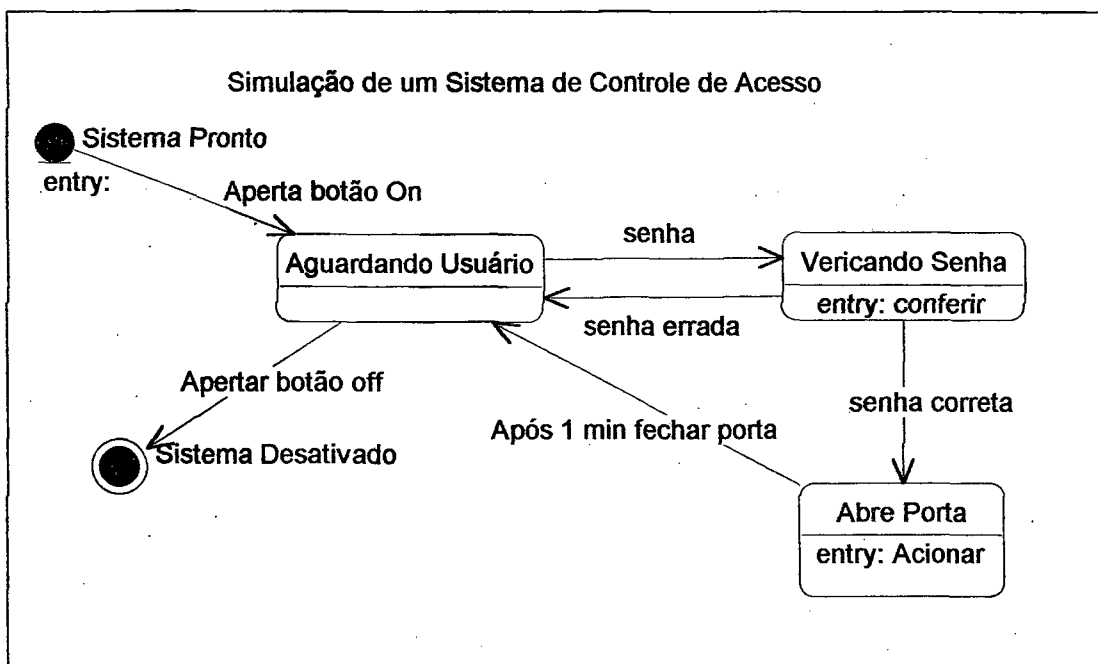 Simulação de um Sistema de Controle de Acesso
Sistema Pronto
entry:
Aperta botão On
Aguardando Usuário
senha
Vericando Senha
entry: conferir
senha errada
Apertar botão off
senha correta
Após 1 min fechar porta
Sistema Desativado
Abre Porta
entry: Acionar